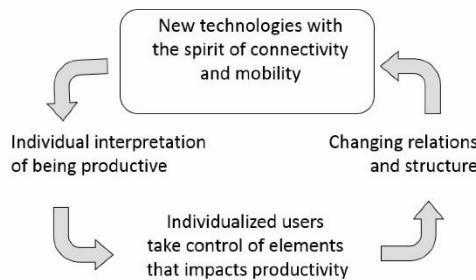 New technologies with
the spirit of connectivity
and mobility
Individual interpretation
of being productive
Changing relations
and structure
Individualized users
take control of elements
that impacts productivity